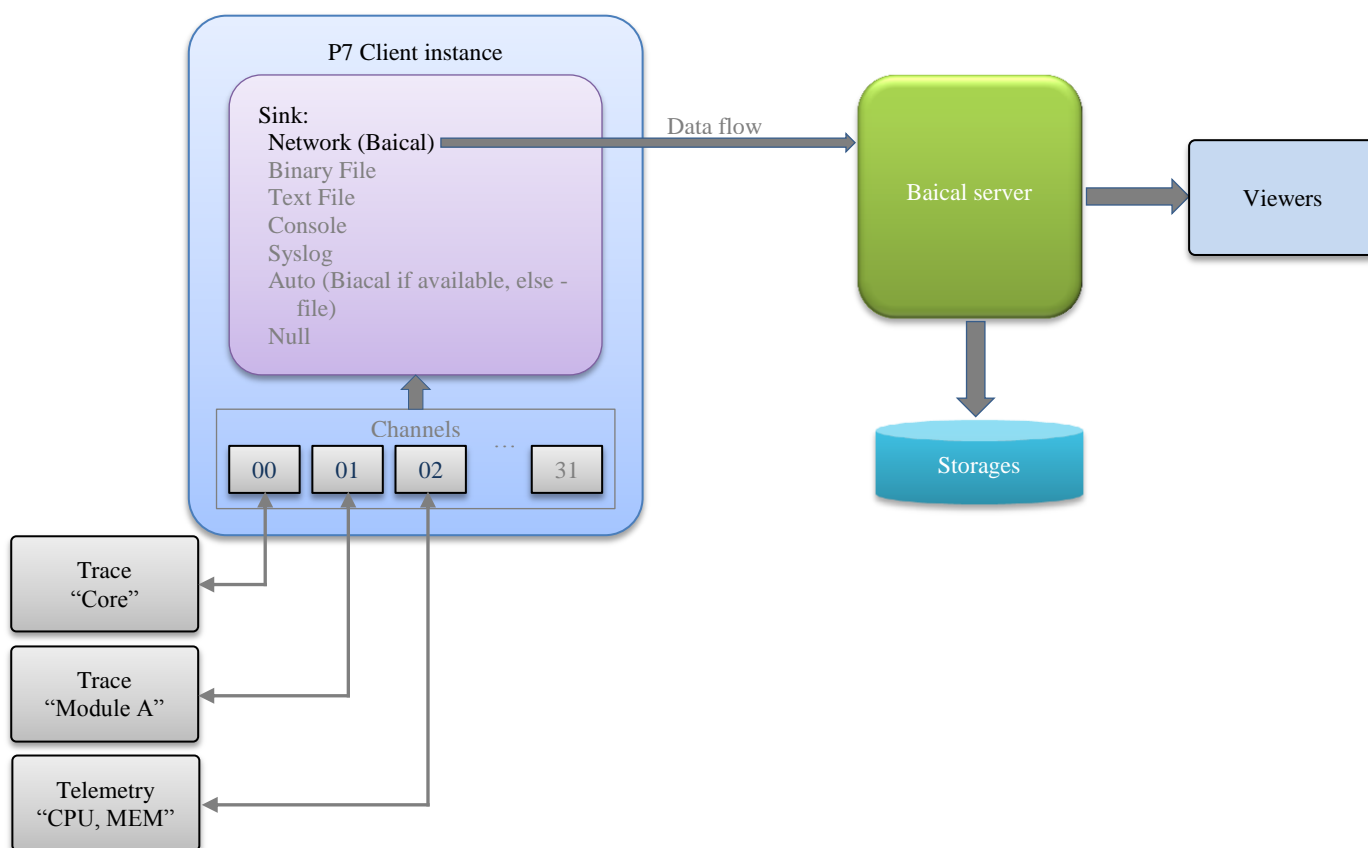 P7 Client instance
Sink:
Network (Baical)
Binary File
Text File
Console
Syslog
Auto (Biacal if available, else -
file)
Null
Data flow
Baical server
Viewers
Storages
Channels
00 01 02 ... 31
Trace
“Core”
Trace
“Module A”
Telemetry
“CPU, MEM”